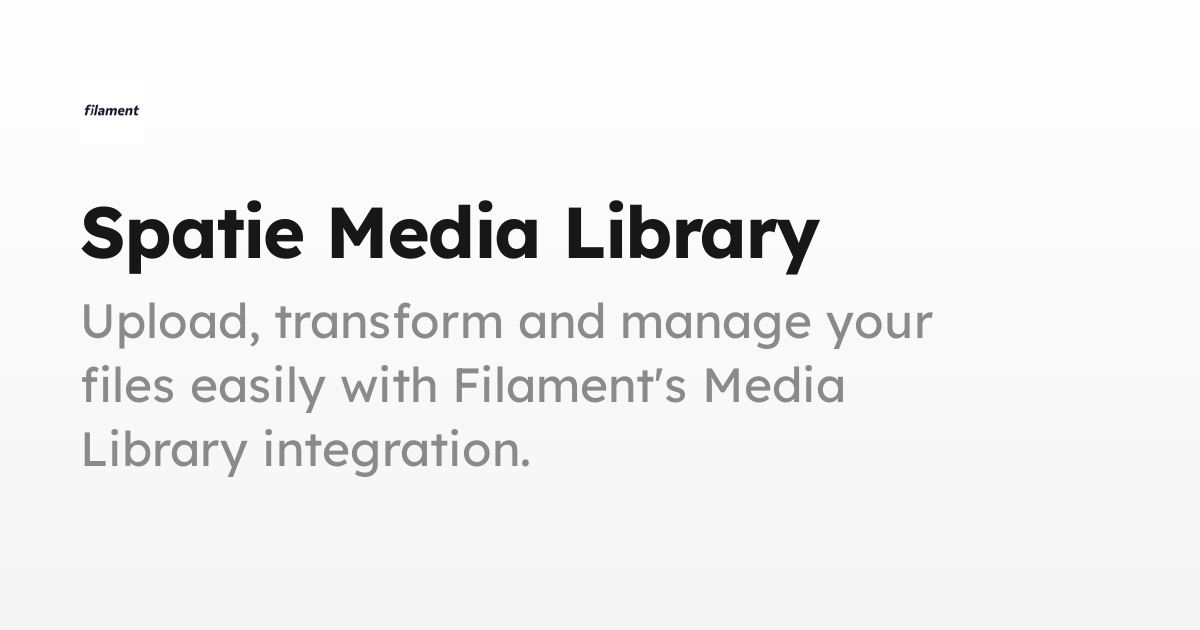 filament
Spatie Media Library
Upload, transform and manage your
files easily with Filament's Media
Library integration.